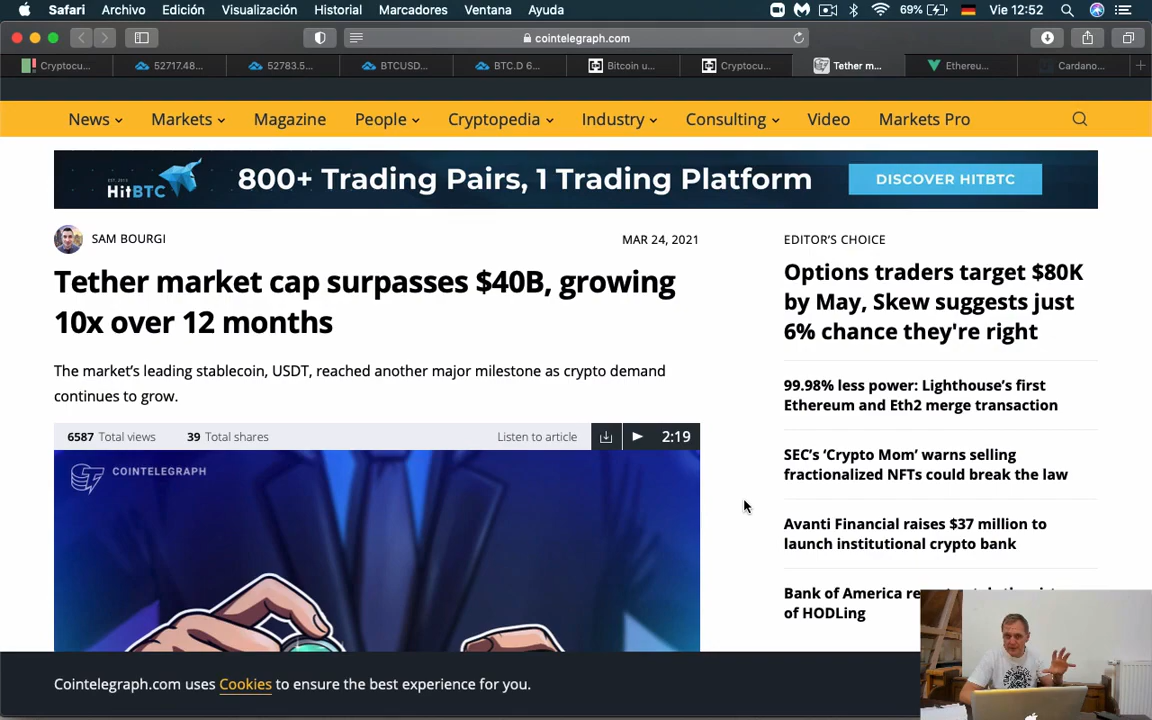 Safari Archivo Edición Visualización Historial Marcadores Ventana Ayuda 69% Vie 12:52
cointelegraph.com
Cryptocu... 52717.48... 52783.5... BTCUSD... BTC.D 6... Bitcoin u... Cryptocu... Tether m... Ethereu... Cardano...
News Markets Magazine People Cryptopedia Industry Consulting Video Markets Pro
HitBTC 800+ Trading Pairs, 1 Trading Platform DISCOVER HITBTC
SAM BOURGI MAR 24, 2021
Tether market cap surpasses $40B, growing
10x over 12 months
The market's leading stablecoin, USDT, reached another major milestone as crypto demand
continues to grow.
6587 Total views 39 Total shares Listen to article 2:19
COINTELEGRAPH
EDITOR'S CHOICE
Options traders target $80K
by May, Skew suggests just
6% chance they're right
99.98% less power: Lighthouse's first
Ethereum and Eth2 merge transaction
SEC's ‘Crypto Mom’ warns selling
fractionalized NFTs could break the law
Avanti Financial raises $37 million to
launch institutional crypto bank
Bank of America
of HODLing
Cointelegraph.com uses Cookies to ensure the best experience for you.